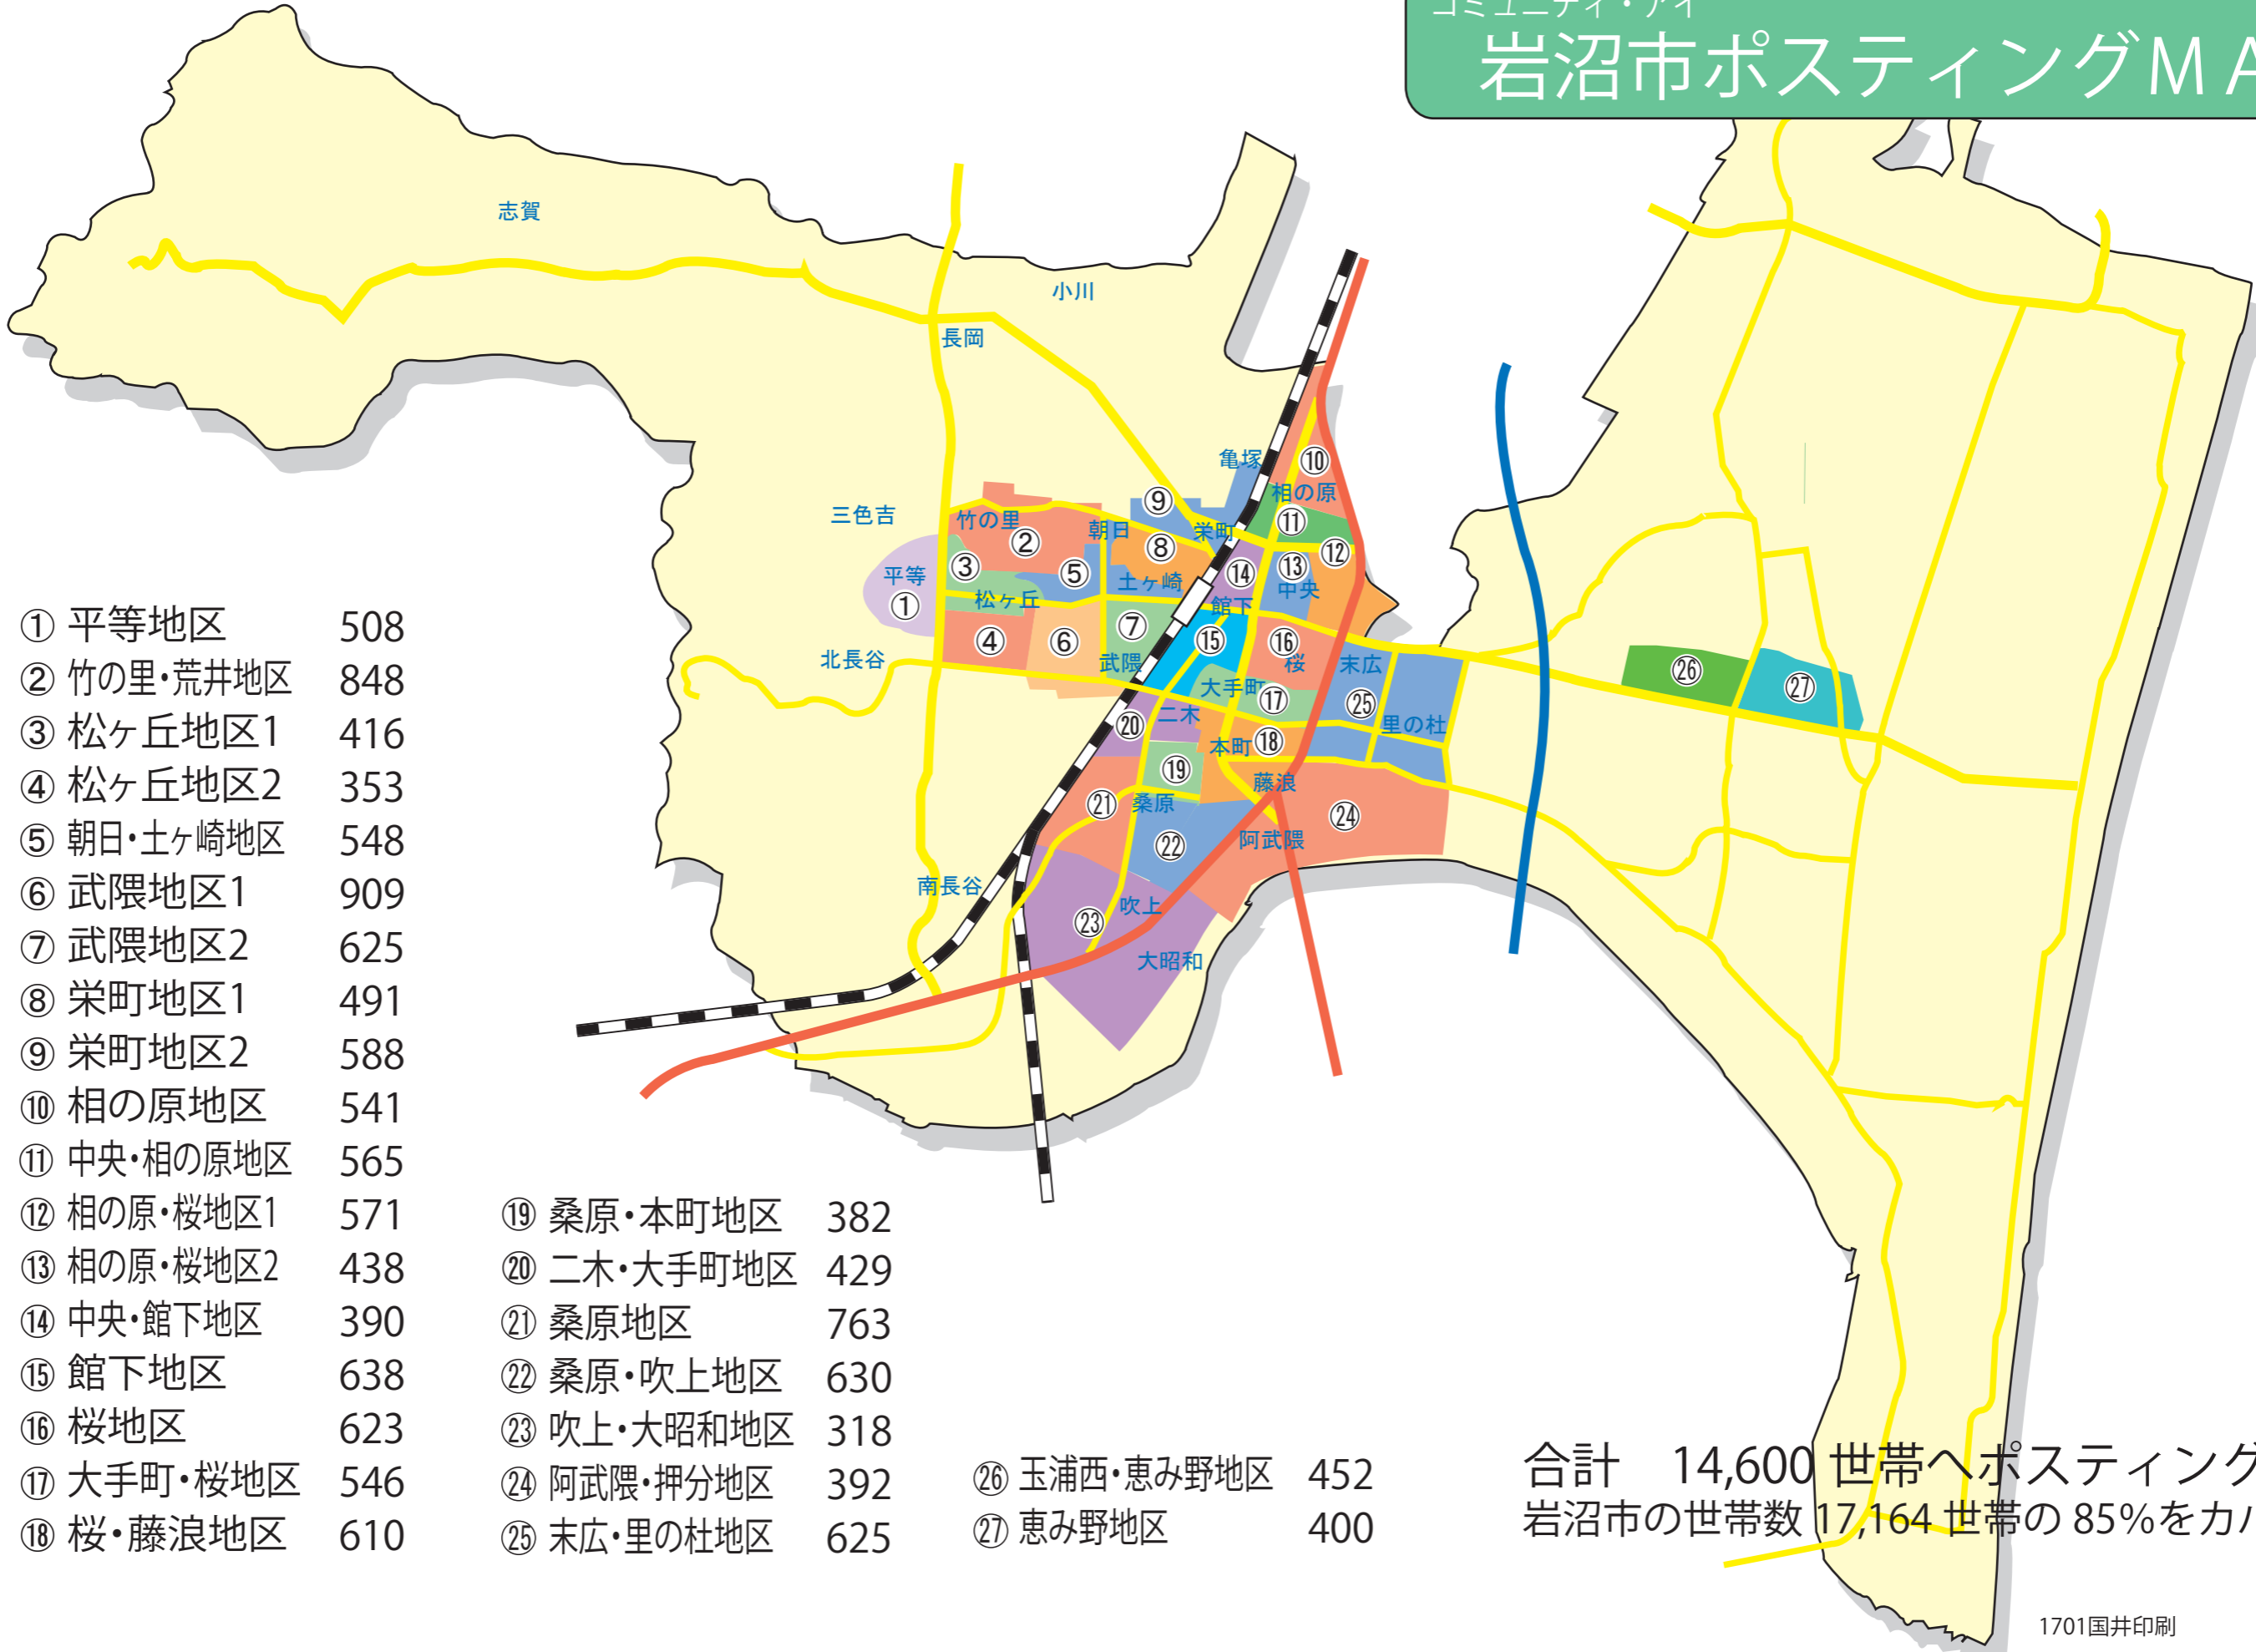 コミュニティ・アイ
岩沼市ポスティングMA
志賀
小川
長岡
亀塚
⑩
相の原
⑨
三色吉
竹の里
朝日
栄町
⑪
②
⑧
⑫
③
⑤
⑭
⑬
平等
土ヶ崎
中央
①
松ヶ丘
館下
④
⑥
⑦
⑮
⑯
北長谷
武隈
桜
末広
㉖
㉗
大手町
⑰
㉕
⑳
二木
里の杜
本町
⑱
⑲
藤浪
㉑
桑原
㉔
㉒
阿武隈
南長谷
吹上
㉓
大昭和
① 平等地区 508
② 竹の里・荒井地区 848
③ 松ヶ丘地区1 416
④ 松ヶ丘地区2 353
⑤ 朝日・土ヶ崎地区 548
⑥ 武隈地区1 909
⑦ 武隈地区2 625
⑧ 栄町地区1 491
⑨ 栄町地区2 588
⑩ 相の原地区 541
⑪ 中央・相の原地区 565
⑫ 相の原・桜地区1 571
⑬ 相の原・桜地区2 438
⑭ 中央・館下地区 390
⑮ 館下地区 638
⑯ 桜地区 623
⑰ 大手町・桜地区 546
⑱ 桜・藤浪地区 610
⑲ 桑原・本町地区 382
⑳ 二木・大手町地区 429
㉑ 桑原地区 763
㉒ 桑原・吹上地区 630
㉓ 吹上・大昭和地区 318
㉔ 阿武隈・押分地区 392
㉕ 末広・里の杜地区 625
㉖ 玉浦西・恵み野地区 452
㉗ 恵み野地区 400
合計 14,600 世帯へポスティング
岩沼市の世帯数 17,164 世帯の 85%をカバ
1701国井印刷